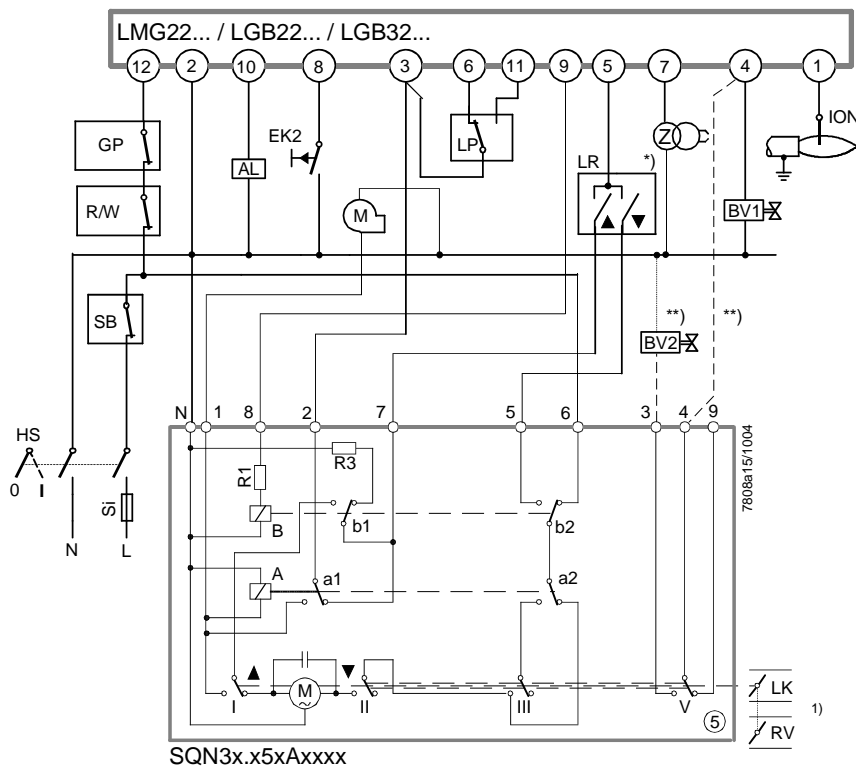 LMG22... / LGB22... / LGB32...
12 2 10 8 3 6 11 9 5 7 4 1
ION
EK2
GP
LP
LR *)
Z
AL
R/W
M
BV1
SB
**) **)
BV2
N 1 8 2 7 5 6 3 4 9
HS
R3
R1
0 I
Si
b1 b2
B
N L
A a1 a2
M
~
I II III V
LK
1)
5
RV
SQN3x.x5xAxxxx
7808a15/1004